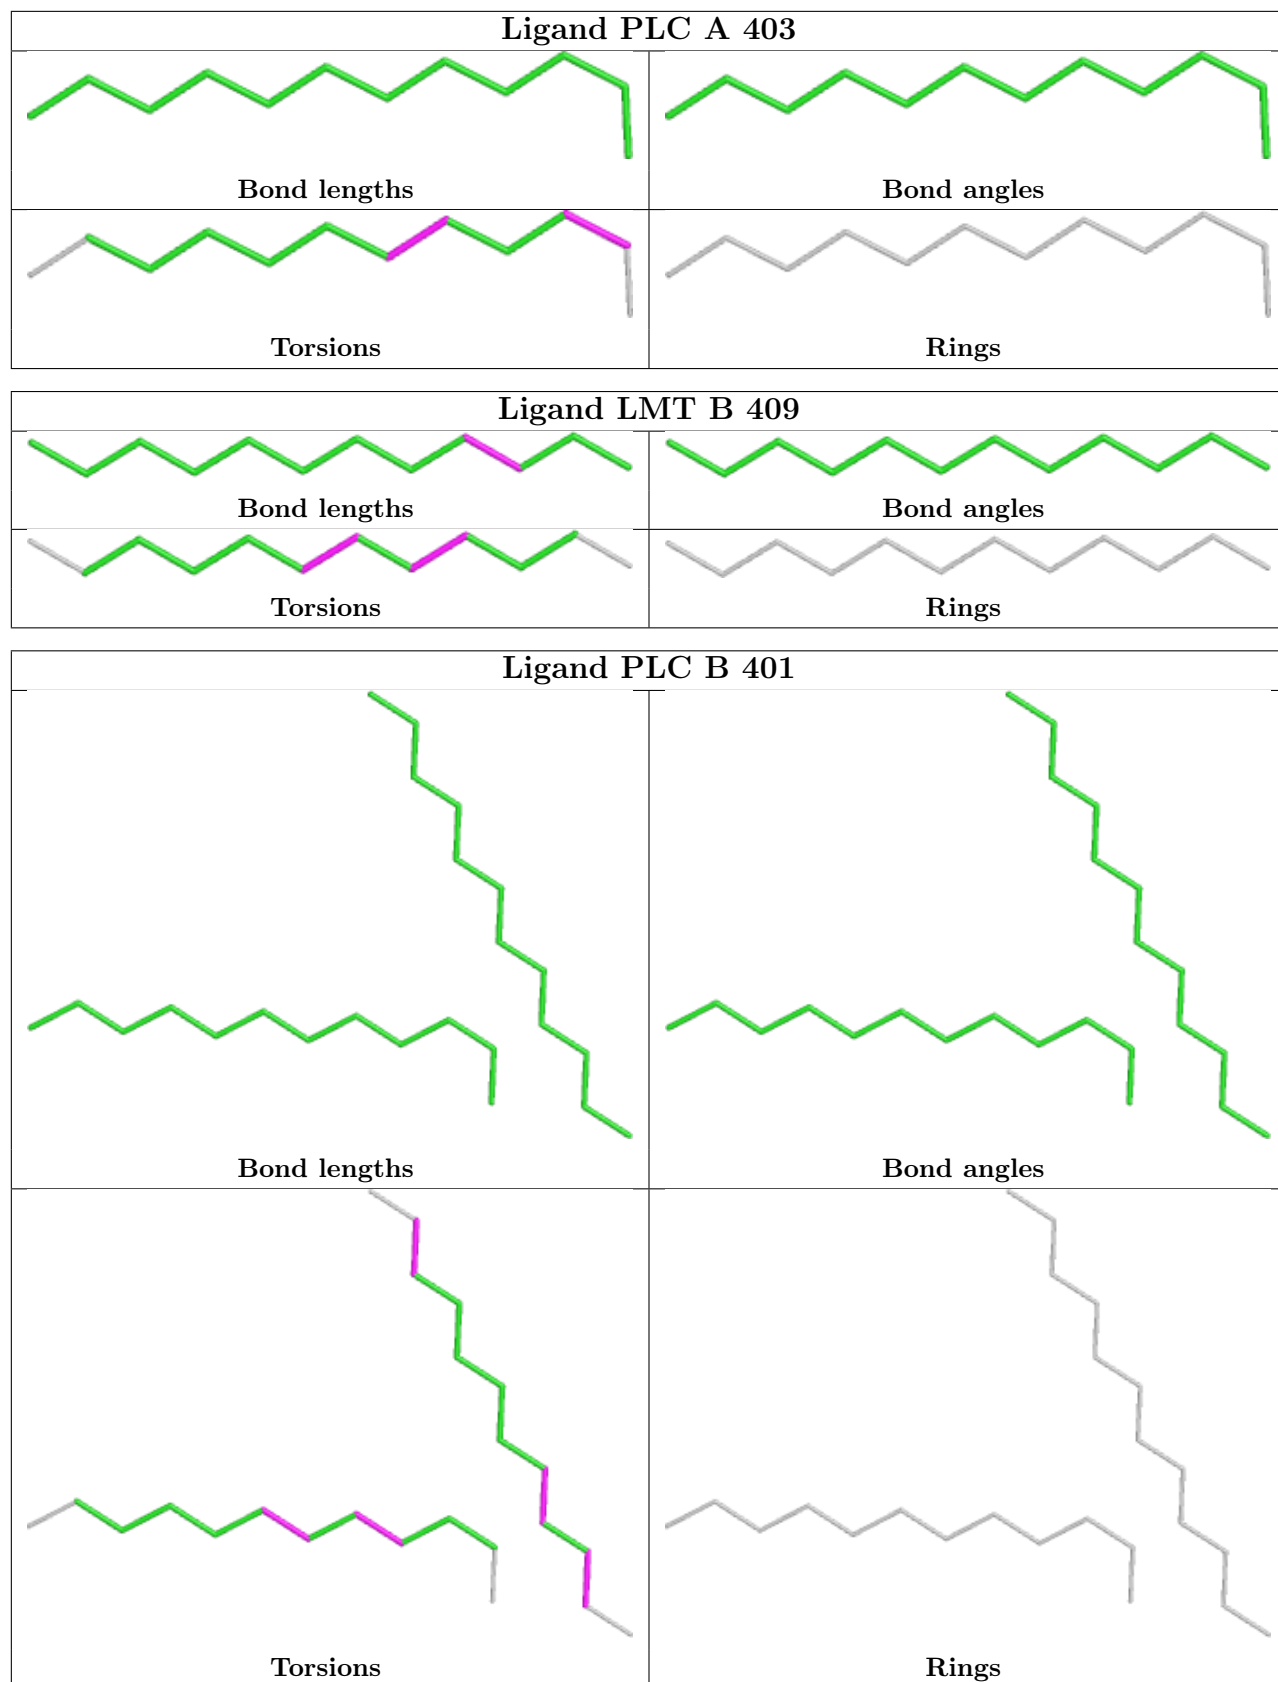 Ligand PLC A 403
Bond lengths
Bond angles
Torsions
Rings
Ligand LMT B 409
Bond lengths
Bond angles
Torsions
Rings
Ligand PLC B 401
Bond lengths
Bond angles
Torsions
Rings